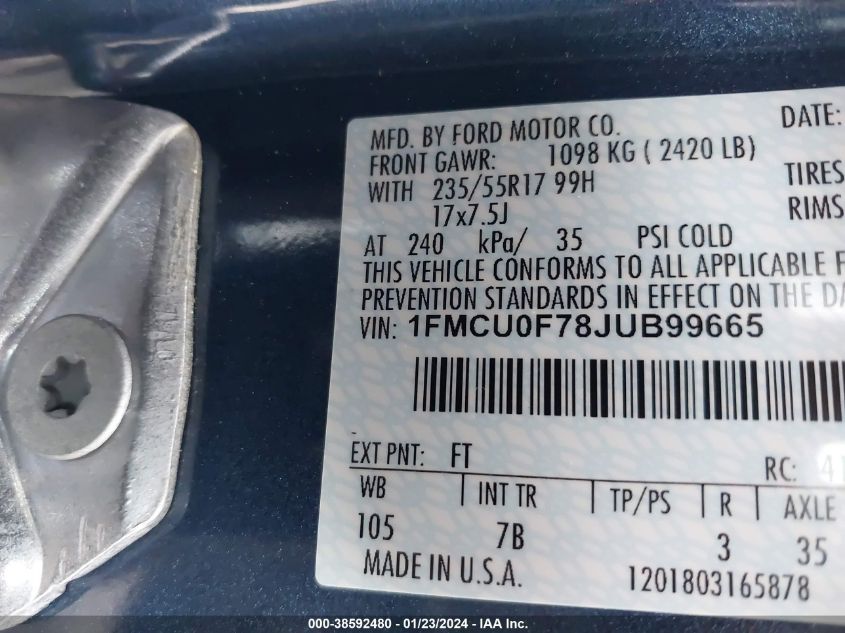 MFD. BY FORD MOTOR CO. DATE:
FRONT GAWR: 1098 KG ( 2420 LB)
WITH 235/55R17 99H TIRES
17x7.5J RIMS
AT 240 kPa/ 35 PSI COLD
THIS VEHICLE CONFORMS TO ALL APPLICABLE F
PREVENTION STANDARDS IN EFFECT ON THE DA
VIN: 1FMCU0F78JUB99665
EXT PNT: FT RC: 41
WB INT TR TP/PS R AXLE
105 7B 3 35
MADE IN U.S.A. 1201803165878
000-38592480 - 01/23/2024 - IAA Inc.